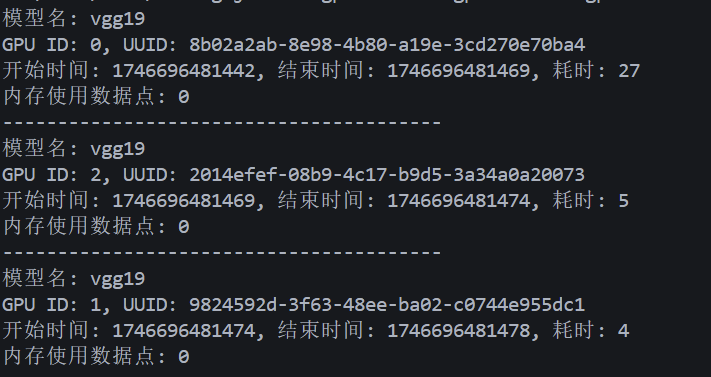 模型名: vgg19
GPU ID: 0, UUID: 8b02a2ab-8e98-4b80-a19e-3cd270e70ba4
开始时间: 1746696481442, 结束时间: 1746696481469, 耗时: 27
内存使用数据点: 0
----------------------------------------
模型名: vgg19
GPU ID: 2, UUID: 2014efef-08b9-4c17-b9d5-3a34a0a20073
开始时间: 1746696481469, 结束时间: 1746696481474, 耗时: 5
内存使用数据点: 0
----------------------------------------
模型名: vgg19
GPU ID: 1, UUID: 9824592d-3f63-48ee-ba02-c0744e955dc1
开始时间: 1746696481474, 结束时间: 1746696481478, 耗时: 4
内存使用数据点: 0